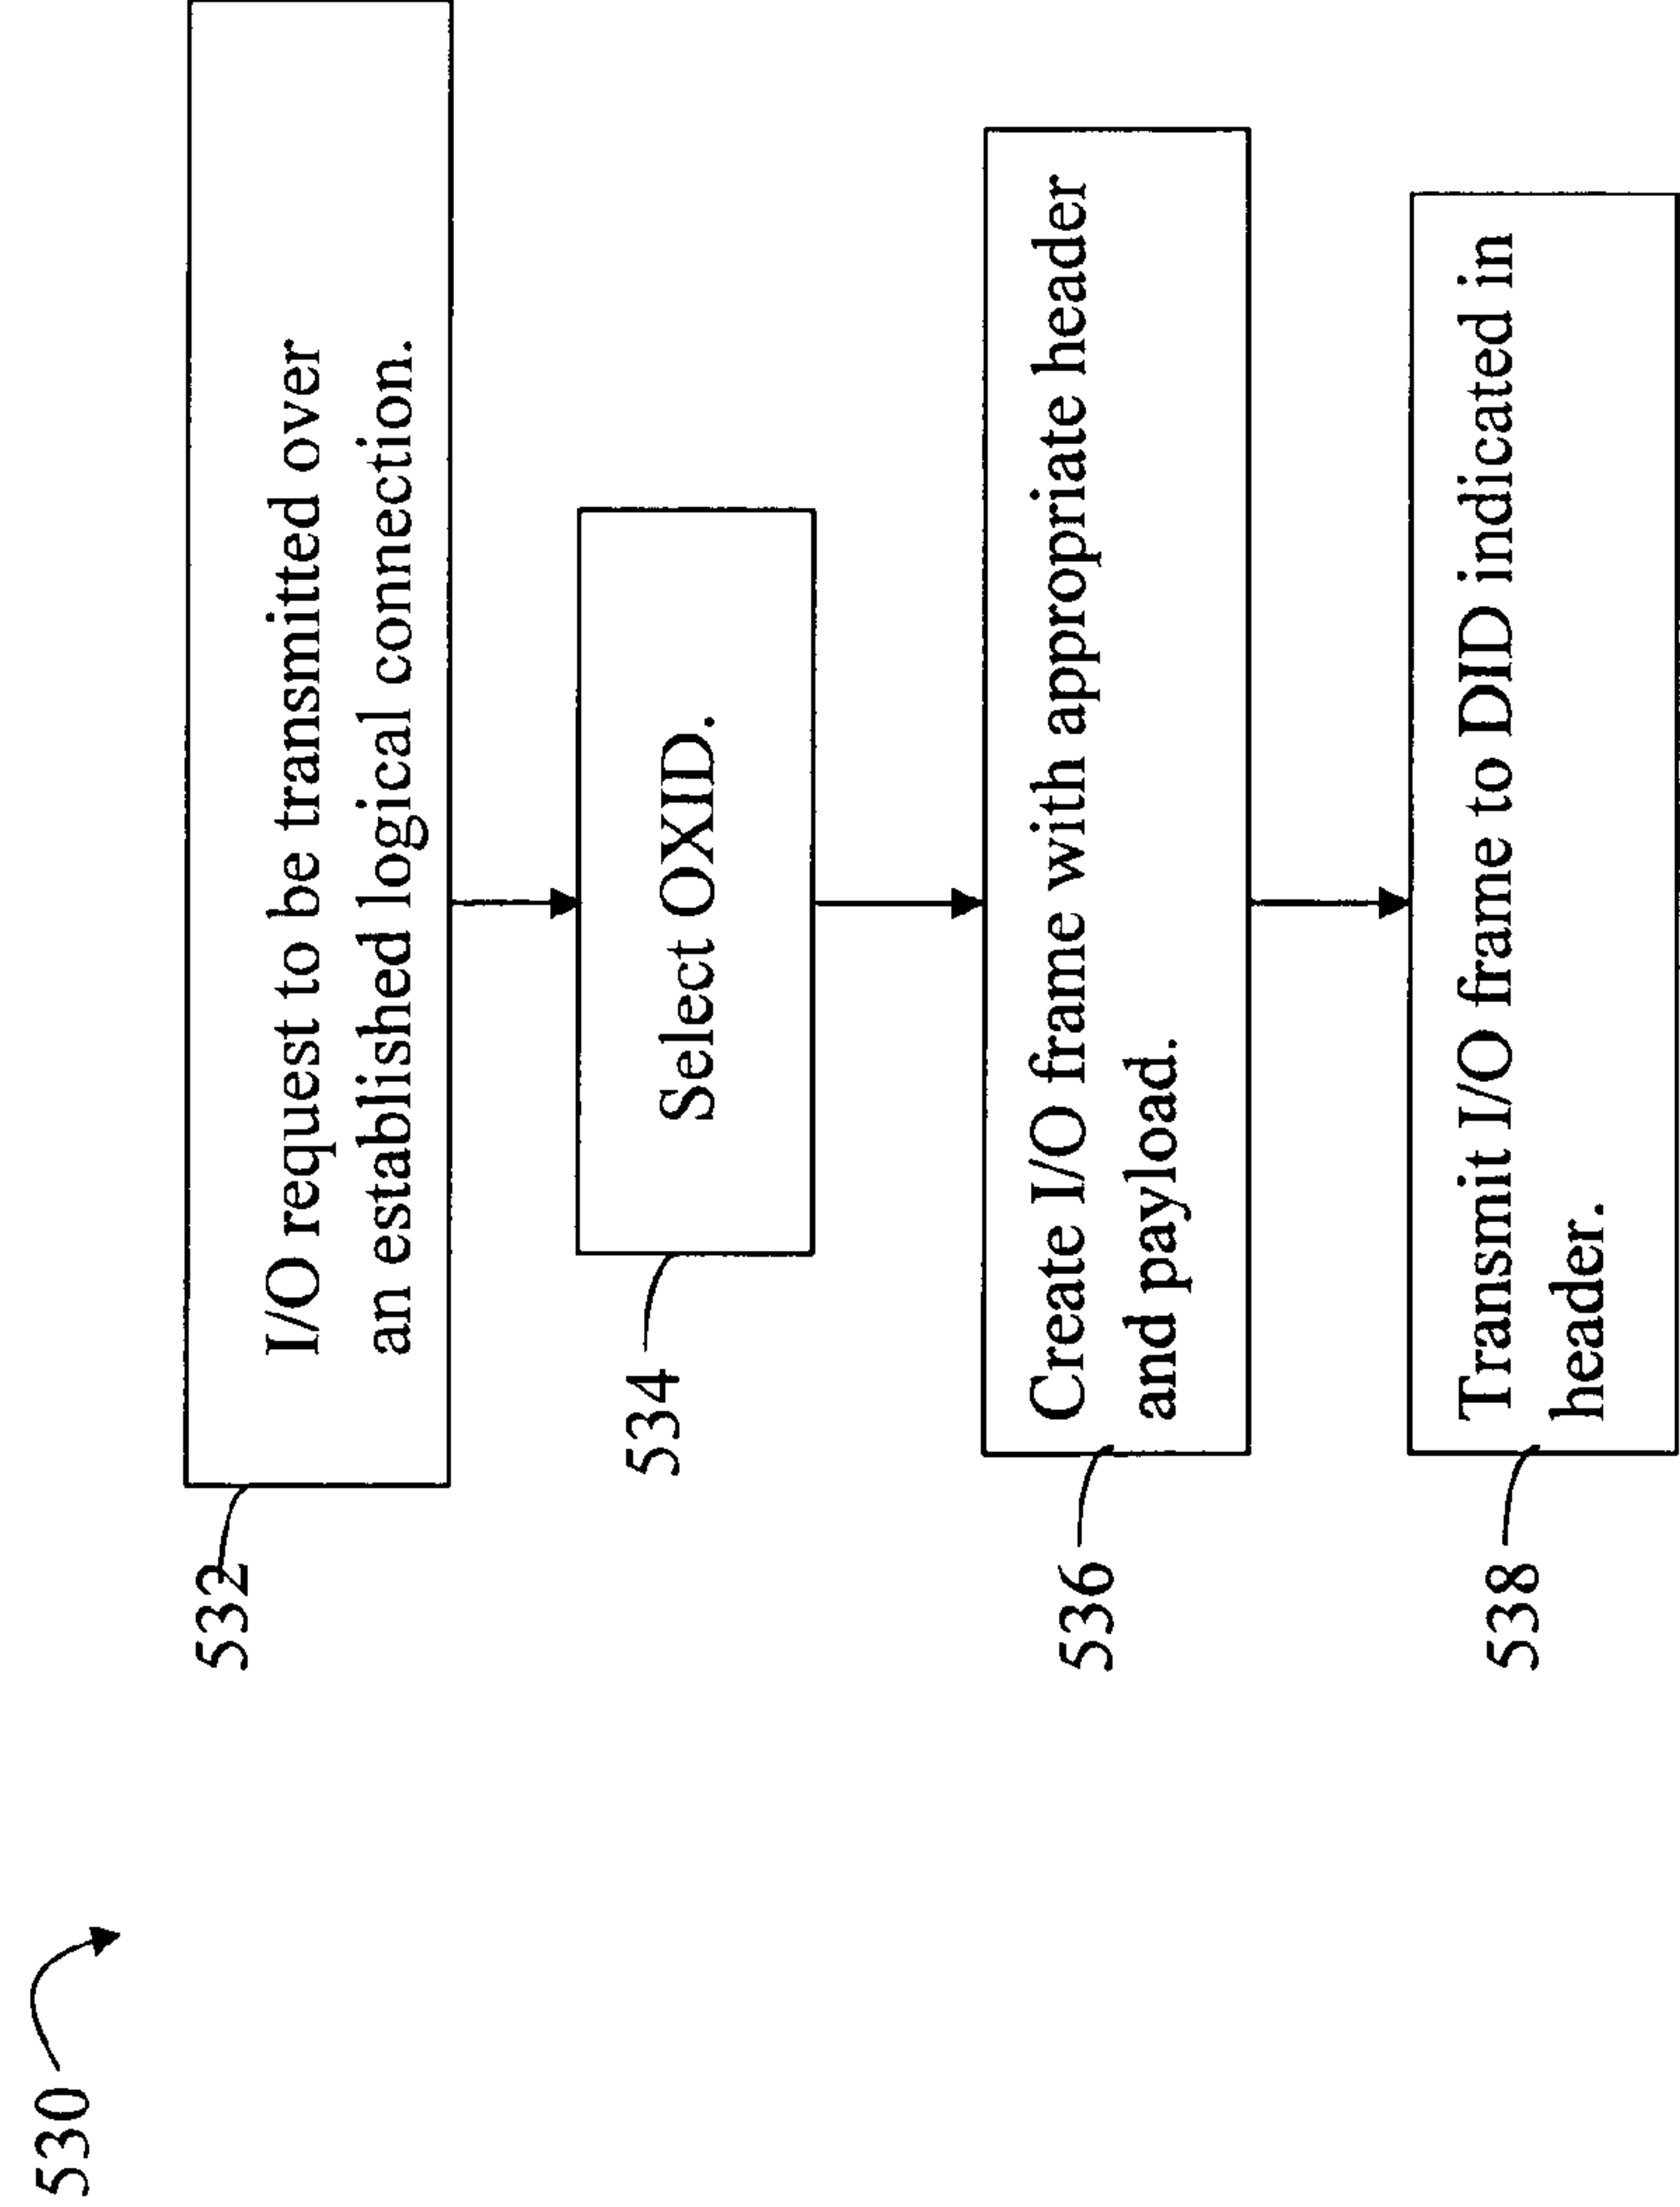 530
532
I/O request to be transmitted over
an established logical connection.
534
Select OXID.
536
Create I/O frame with appropriate header
and payload.
538
Transmit I/O frame to DID indicated in
header.